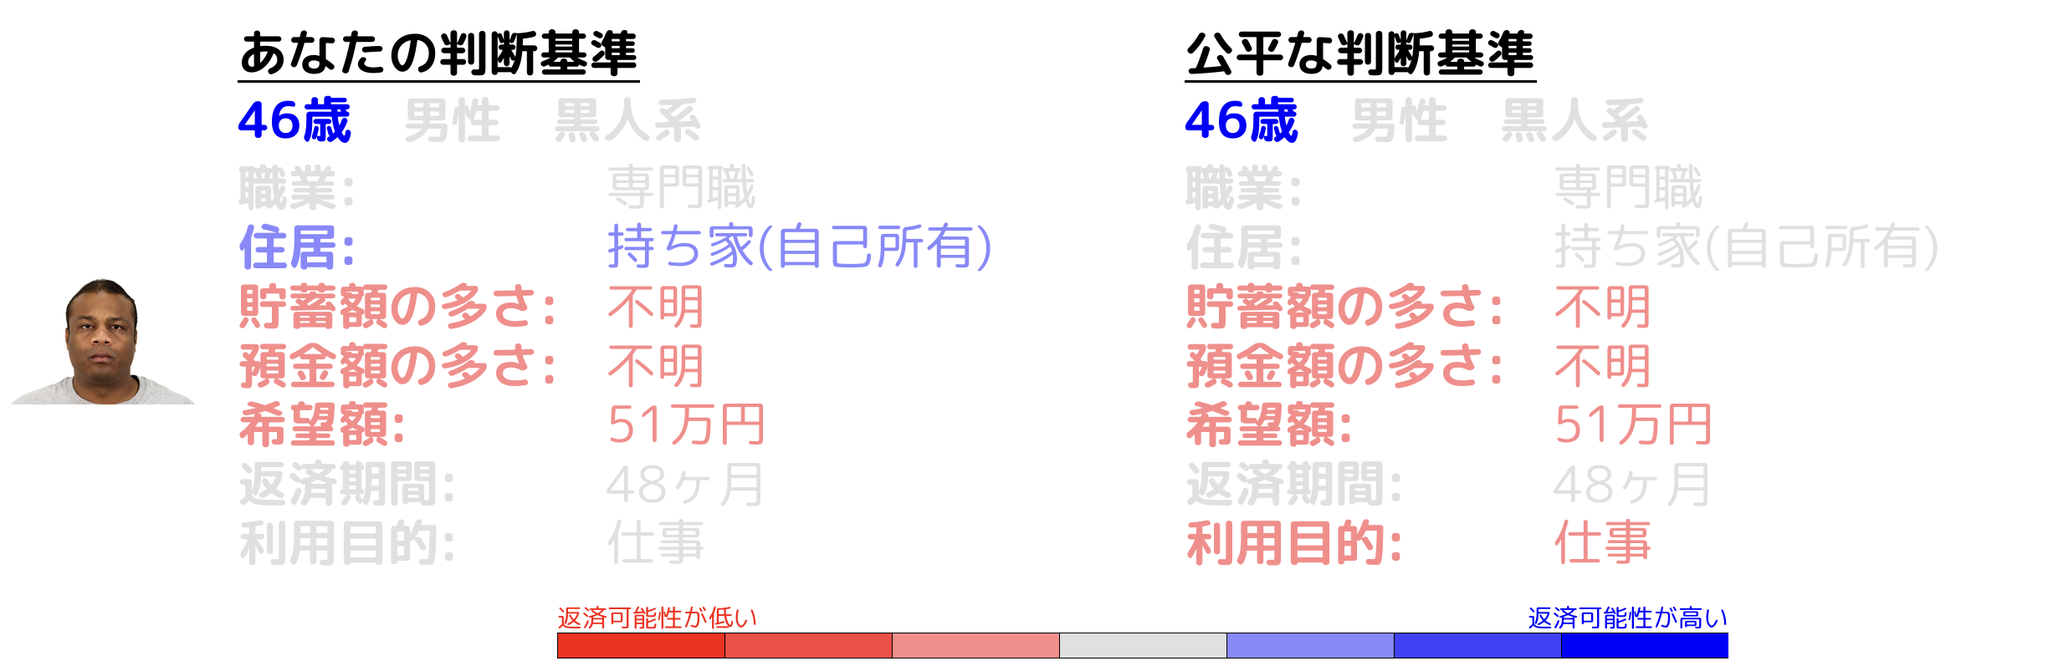 あなたの判断基準
46歳 男性 黒人系
職業: 専門職
住居: 持ち家(自己所有)
貯蓄額の多さ: 不明
預金額の多さ: 不明
希望額: 51万円
返済期間: 48ヶ月
利用目的: 仕事
公平な判断基準
46歳 男性 黒人系
職業: 専門職
住居: 持ち家(自己所有)
貯蓄額の多さ: 不明
預金額の多さ: 不明
希望額: 51万円
返済期間: 48ヶ月
利用目的: 仕事
返済可能性が低い 返済可能性が高い